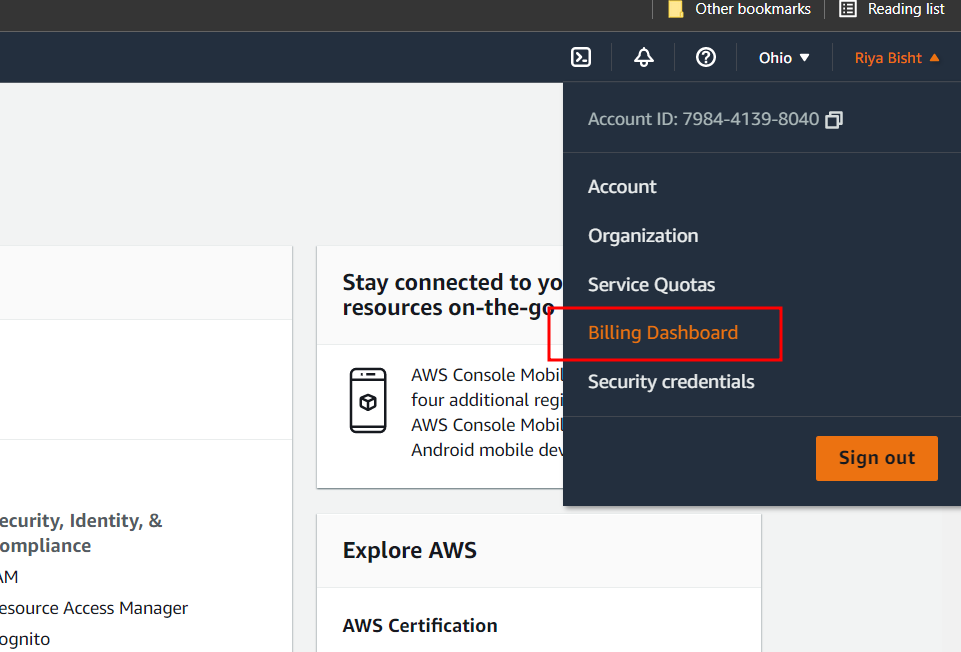 Other bookmarks
Reading list
Ohio ▼
Riya Bisht ▲
Account ID: 7984-4139-8040
Account
Organization
Service Quotas
Billing Dashboard
Security credentials
Sign out
Stay connected to yo
resources on-the-go
AWS Console Mobil
four additional regi
AWS Console Mobil
Android mobile dev
ecurity, Identity, &
ompliance
AM
esource Access Manager
ognito
Explore AWS
AWS Certification